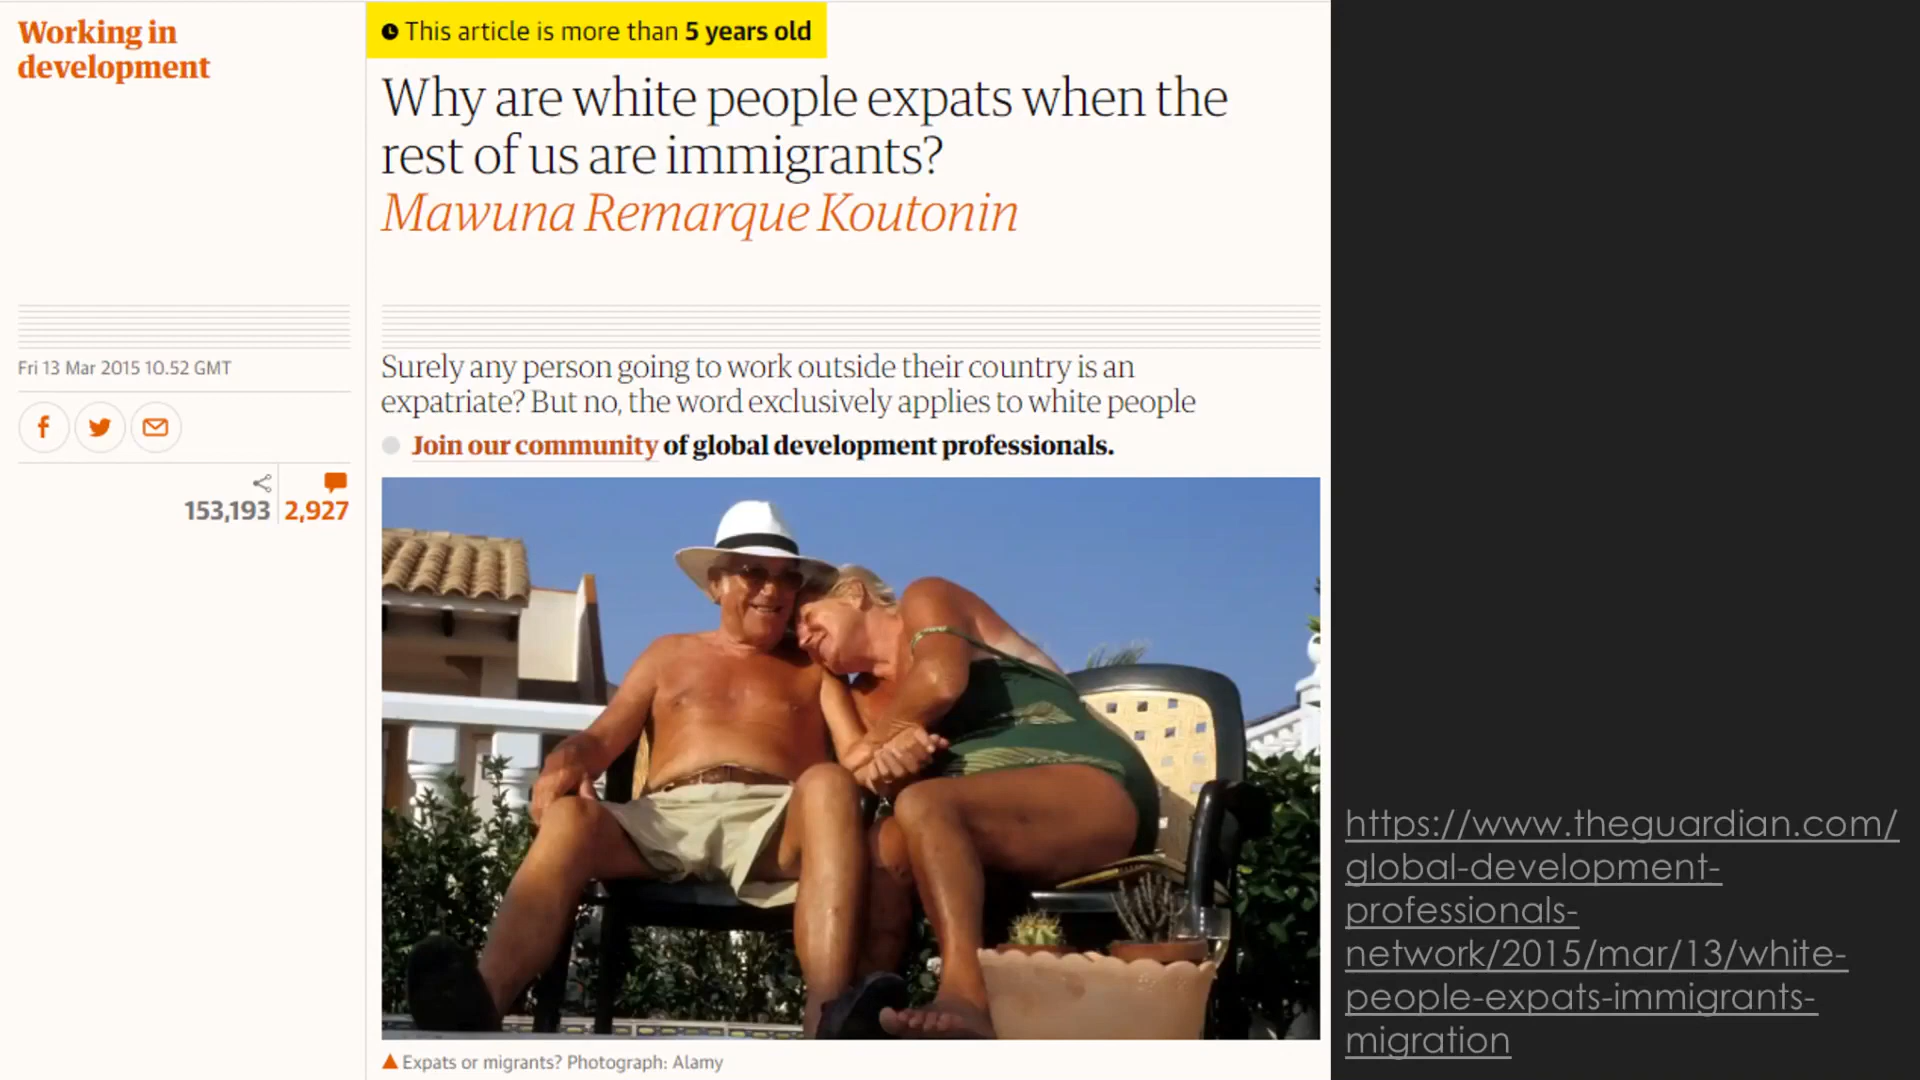 Working in
development
This article is more than 5 years old
Why are white people expats when the
rest of us are immigrants?
Mawuna Remarque Koutonin
Fri 13 Mar 2015 10.52 GMT
153,193
2,927
Surely any person going to work outside their country is an
expatriate? But no, the word exclusively applies to white people
Join our community of global development professionals.
Expats or migrants? Photograph: Alamy
https://www.theguardian.com/
global-development-
professionals-
network/2015/mar/13/white-
people-expats-immigrants-
migration